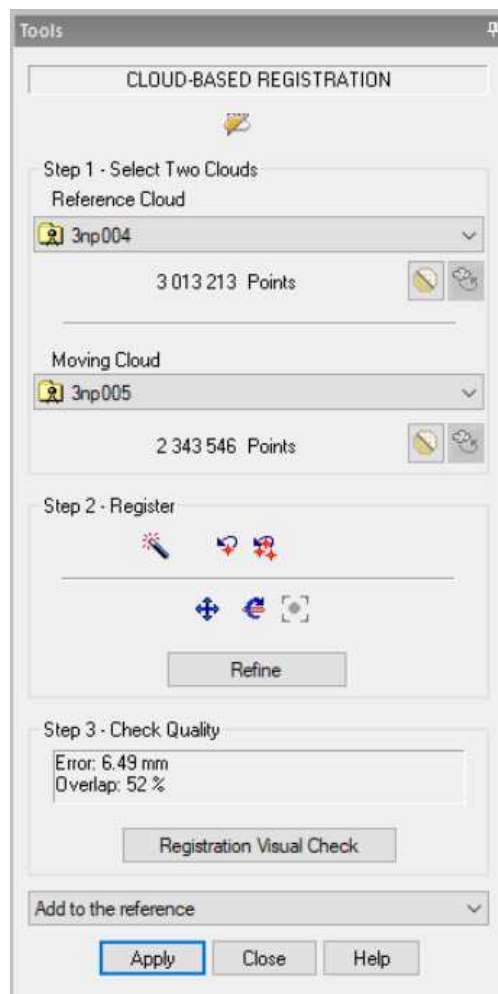 Tools
CLOUD-BASED REGISTRATION
Step 1 - Select Two Clouds
Reference Cloud
3np004
3 013 213 Points
Moving Cloud
3np005
2 343 546 Points
Step 2 - Register
Refine
Step 3 - Check Quality
Error: 6.49 mm
Overlap: 52 %
Registration Visual Check
Add to the reference
Apply Close Help